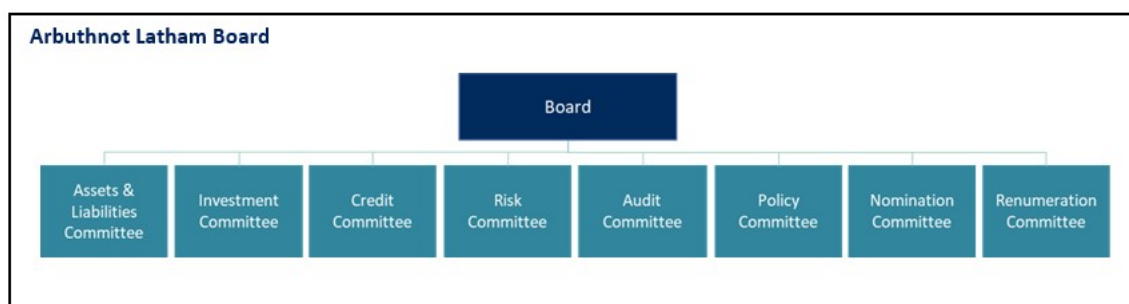 Arbuthnot Latham Board
Board
Assets &
Liabilities
Committee
Investment
Committee
Credit
Committee
Risk
Committee
Audit
Committee
Policy
Committee
Nomination
Committee
Renumeration
Committee